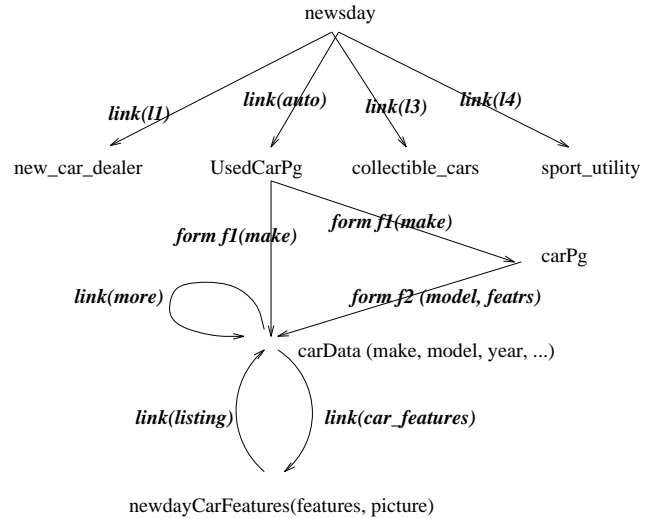 newsday
link(l1)
link(auto)
link(l3)
link(l4)
new_car_dealer
UsedCarPg
collectible_cars
sport_utility
form f1(make)
form f1(make)
carPg
link(more)
form f2 (model, featrs)
carData (make, model, year, ...)
link(listing)
link(car_features)
newdayCarFeatures(features, picture)